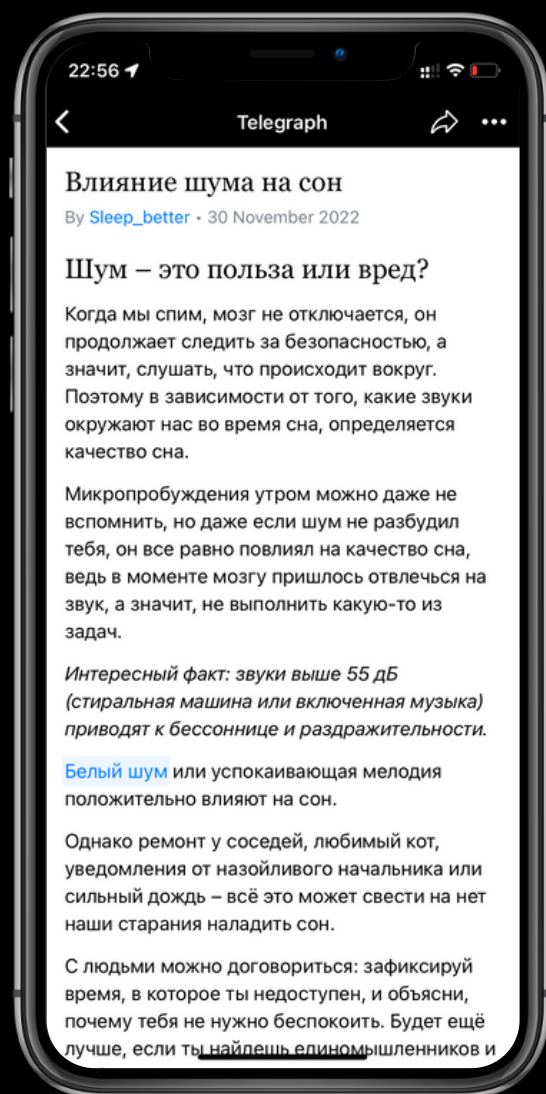 22:56
Telegraph
Влияние шума на сон
By Sleep_better • 30 November 2022
Шум – это польза или вред?
Когда мы спим, мозг не отключается, он
продолжает следить за безопасностью, а
значит, слушать, что происходит вокруг.
Поэтому в зависимости от того, какие звуки
окружают нас во время сна, определяется
качество сна.
Микропробуждения утром можно даже не
вспомнить, но даже если шум не разбудил
тебя, он все равно повлиял на качество сна,
ведь в моменте мозгу пришлось отвлечься на
звук, а значит, не выполнить какую-то из
задач.
Интересный факт: звуки выше 55 дБ
(стиральная машина или включенная музыка)
приводят к бессоннице и раздражительности.
Белый шум или успокаивающая мелодия
положительно влияют на сон.
Однако ремонт у соседей, любимый кот,
уведомления от назойливого начальника или
сильный дождь – всё это может свести на нет
наши старания наладить сон.
С людьми можно договориться: зафиксируй
время, в которое ты недоступен, и объясни,
почему тебя не нужно беспокоить. Будет ещё
лучше, если ты найдешь единомышленников и